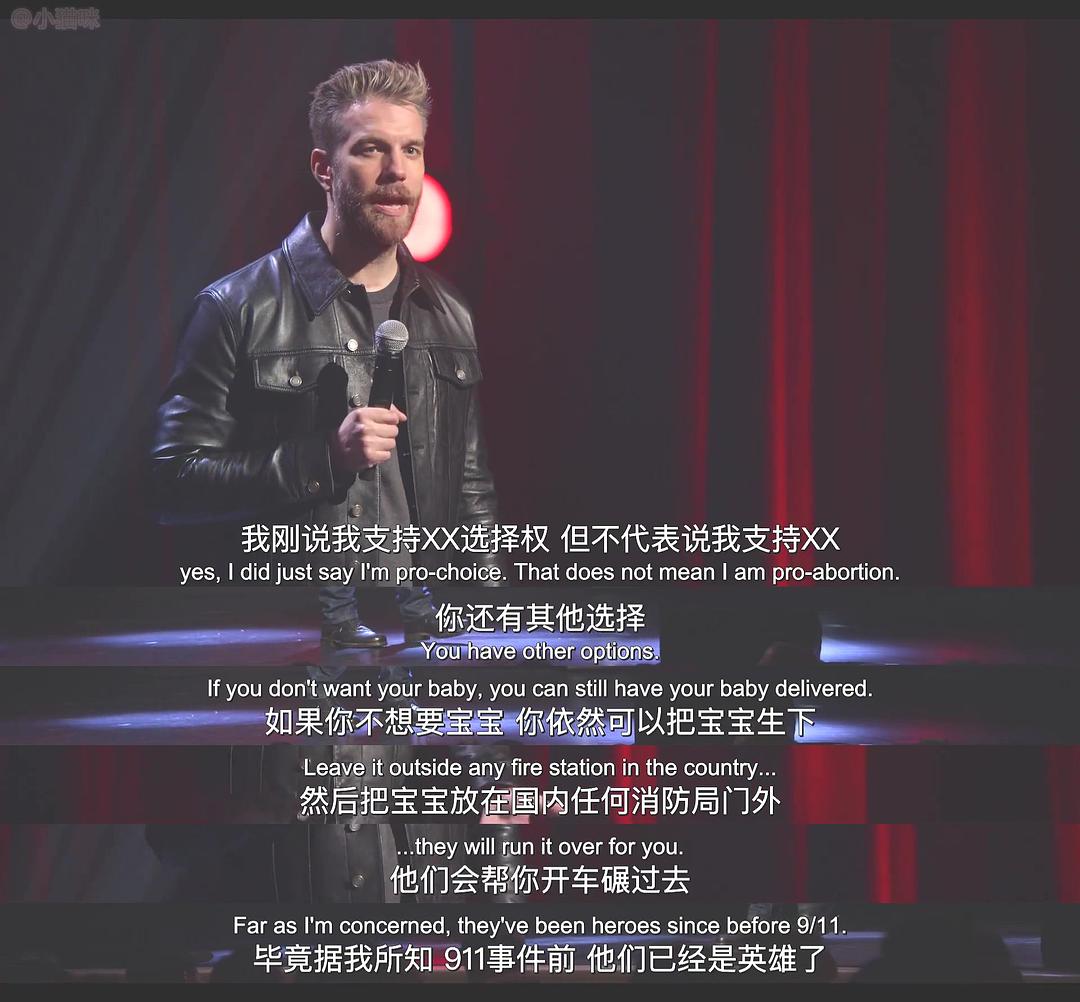 @小猫咪
我刚说我支持XX选择权 但不代表说我支持XX
yes, I did just say I'm pro-choice. That does not mean I am pro-abortion.
你还有其他选择
You have other options.
If you don't want your baby, you can still have your baby delivered.
如果你不想要宝宝 你依然可以把宝宝生下
Leave it outside any fire station in the country...
然后把宝宝放在国内任何消防局门外
...they will run it over for you.
他们会帮你开车碾过去
Far as I'm concerned, they've been heroes since before 9/11.
毕竟据我所知 911事件前 他们已经是英雄了